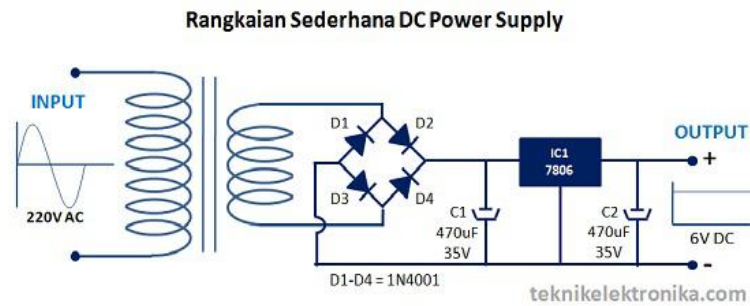 Rangkaian Sederhana DC Power Supply
INPUT
220V AC
D1
D2
D3
D4
D1-D4 = 1N4001
C1
470uF
35V
IC1
7806
C2
470uF
35V
OUTPUT
+
6V DC
-
teknikelektronika.com